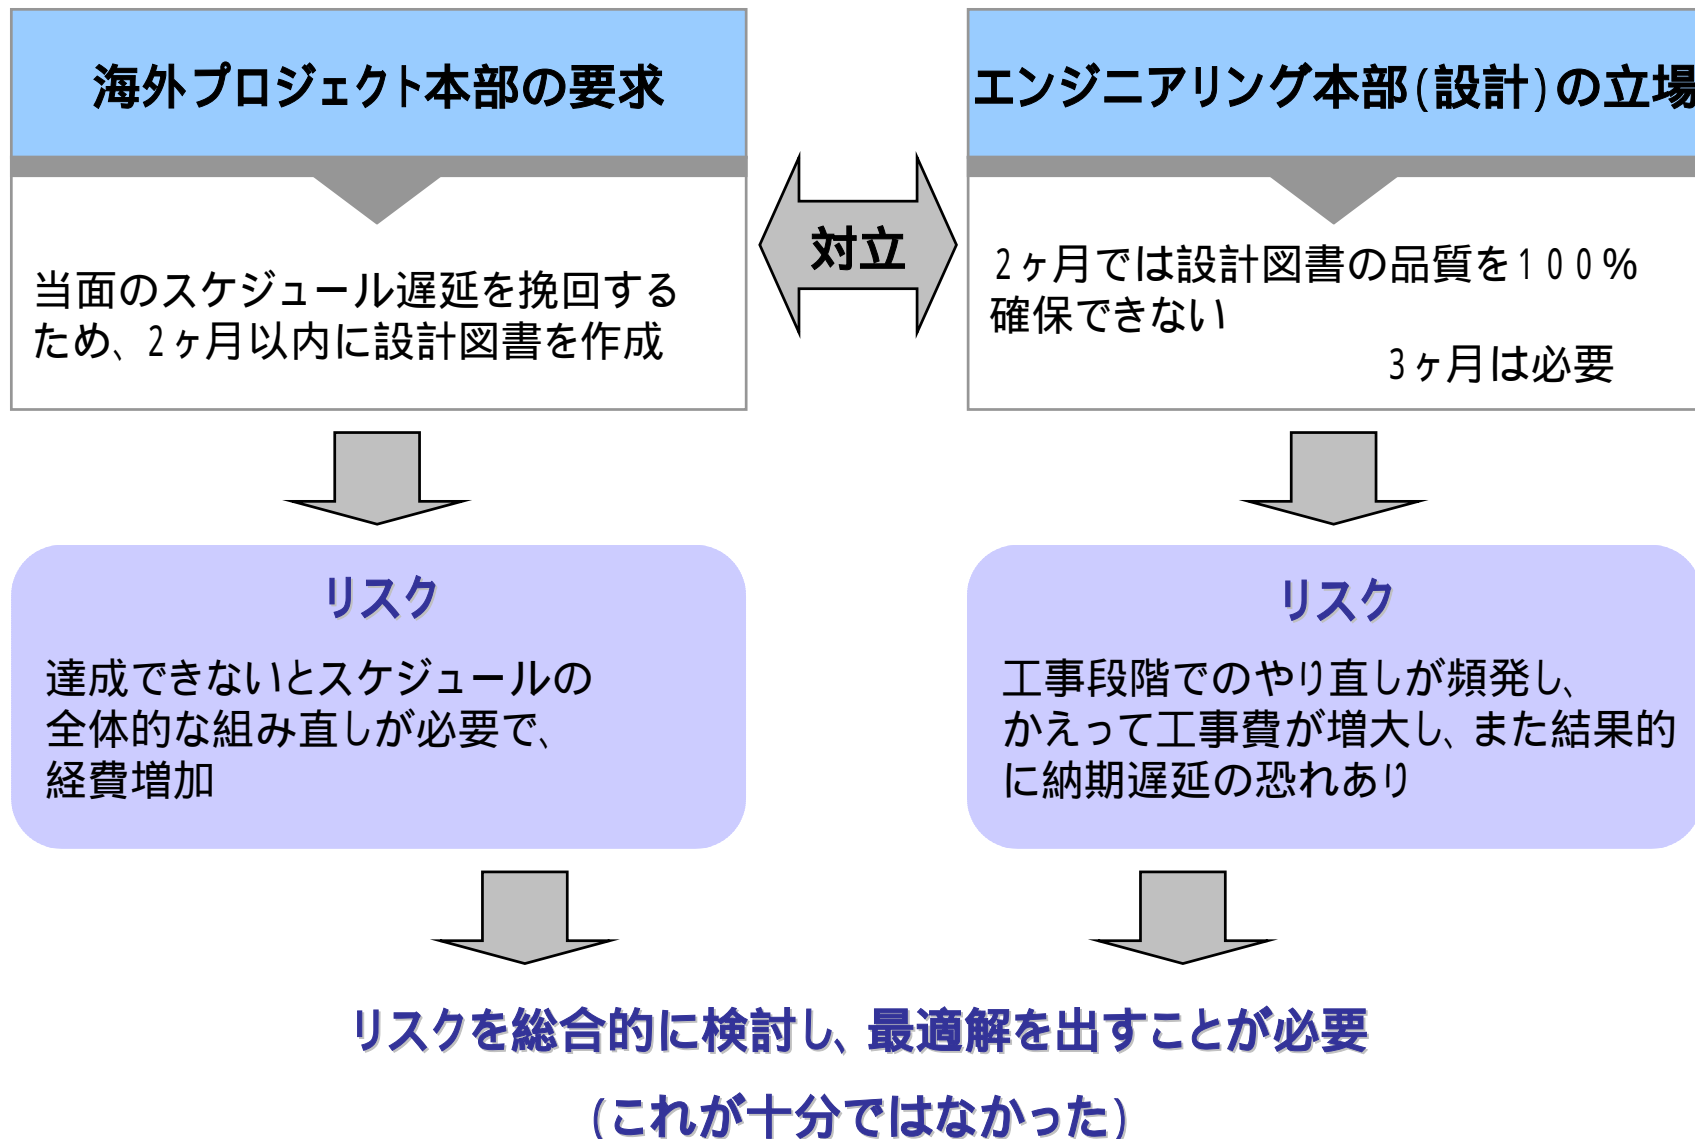 海外プロジェクト本部の要求
当面のスケジュール遅延を挽回する
ため、2ヶ月以内に設計図書を作成
対立
エンジニアリング本部(設計)の立場
2ヶ月では設計図書の品質を100%
確保できない
3ヶ月は必要
リスク
達成できないとスケジュールの
全体的な組み直しが必要で、
経費増加
リスク
工事段階でのやり直しが頻発し、
かえって工事費が増大し、また結果的
に納期遅延の恐れあり
リスクを総合的に検討し、最適解を出すことが必要
(これが十分ではなかった)